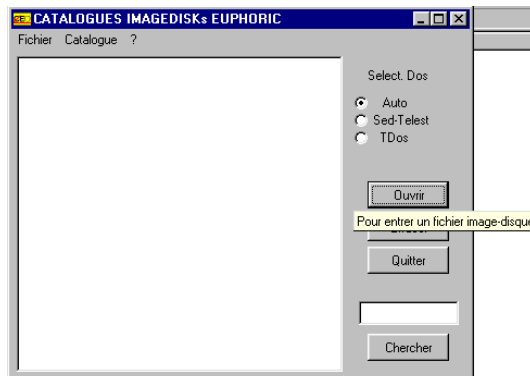 CATALOGUES IMAGEDISKs EUPHORIC
Fichier Catalogue ?
Select. Dos
Auto
Sed-Telest
TDos
Ouvrir
Pour entrer un fichier image-disque
Quitter
Chercher